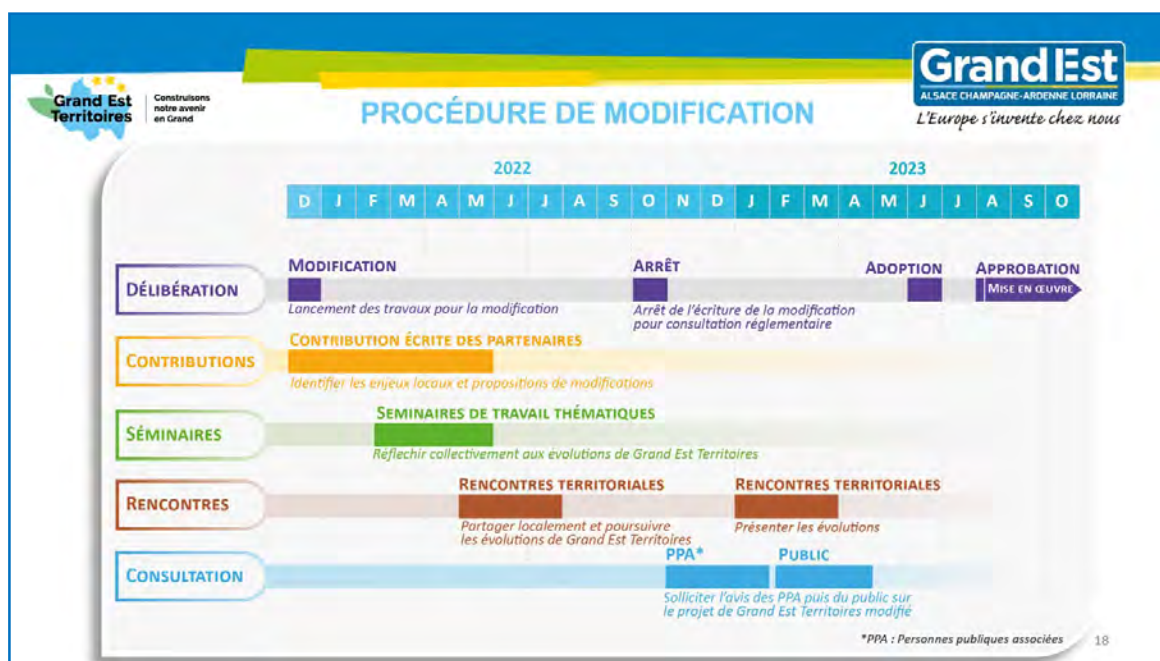 Grand Est
Territoires
Construisons
notre avenir
en Grand
PROCÉDURE DE MODIFICATION
Grand Est
ALSACE CHAMPAGNE-ARDENNE LORRAINE
L'Europe s'invente chez nous
2022 2023
D J F M A M J J A S O N D J F M A M J J A S O
DÉLIBÉRATION
MODIFICATION
Lancement des travaux pour la modification
ARRÊT
Arrêt de l'écriture de la modification
pour consultation réglementaire
ADOPTION
APPROBATION
MISE EN ŒUVRE
CONTRIBUTIONS
CONTRIBUTION ÉCRITE DES PARTENAIRES
Identifier les enjeux locaux et propositions de modifications
SÉMINAIRES
SEMINAIRES DE TRAVAIL THÉMATIQUES
Réflechir collectivement aux évolutions de Grand Est Territoires
RENCONTRES
RENCONTRES TERRITORIALES
Partager localement et poursuivre
les évolutions de Grand Est Territoires
RENCONTRES TERRITORIALES
Présenter les évolutions
CONSULTATION
PPA*
PUBLIC
Solliciter l'avis des PPA puis du public sur
le projet de Grand Est Territoires modifié
*PPA : Personnes publiques associées
18